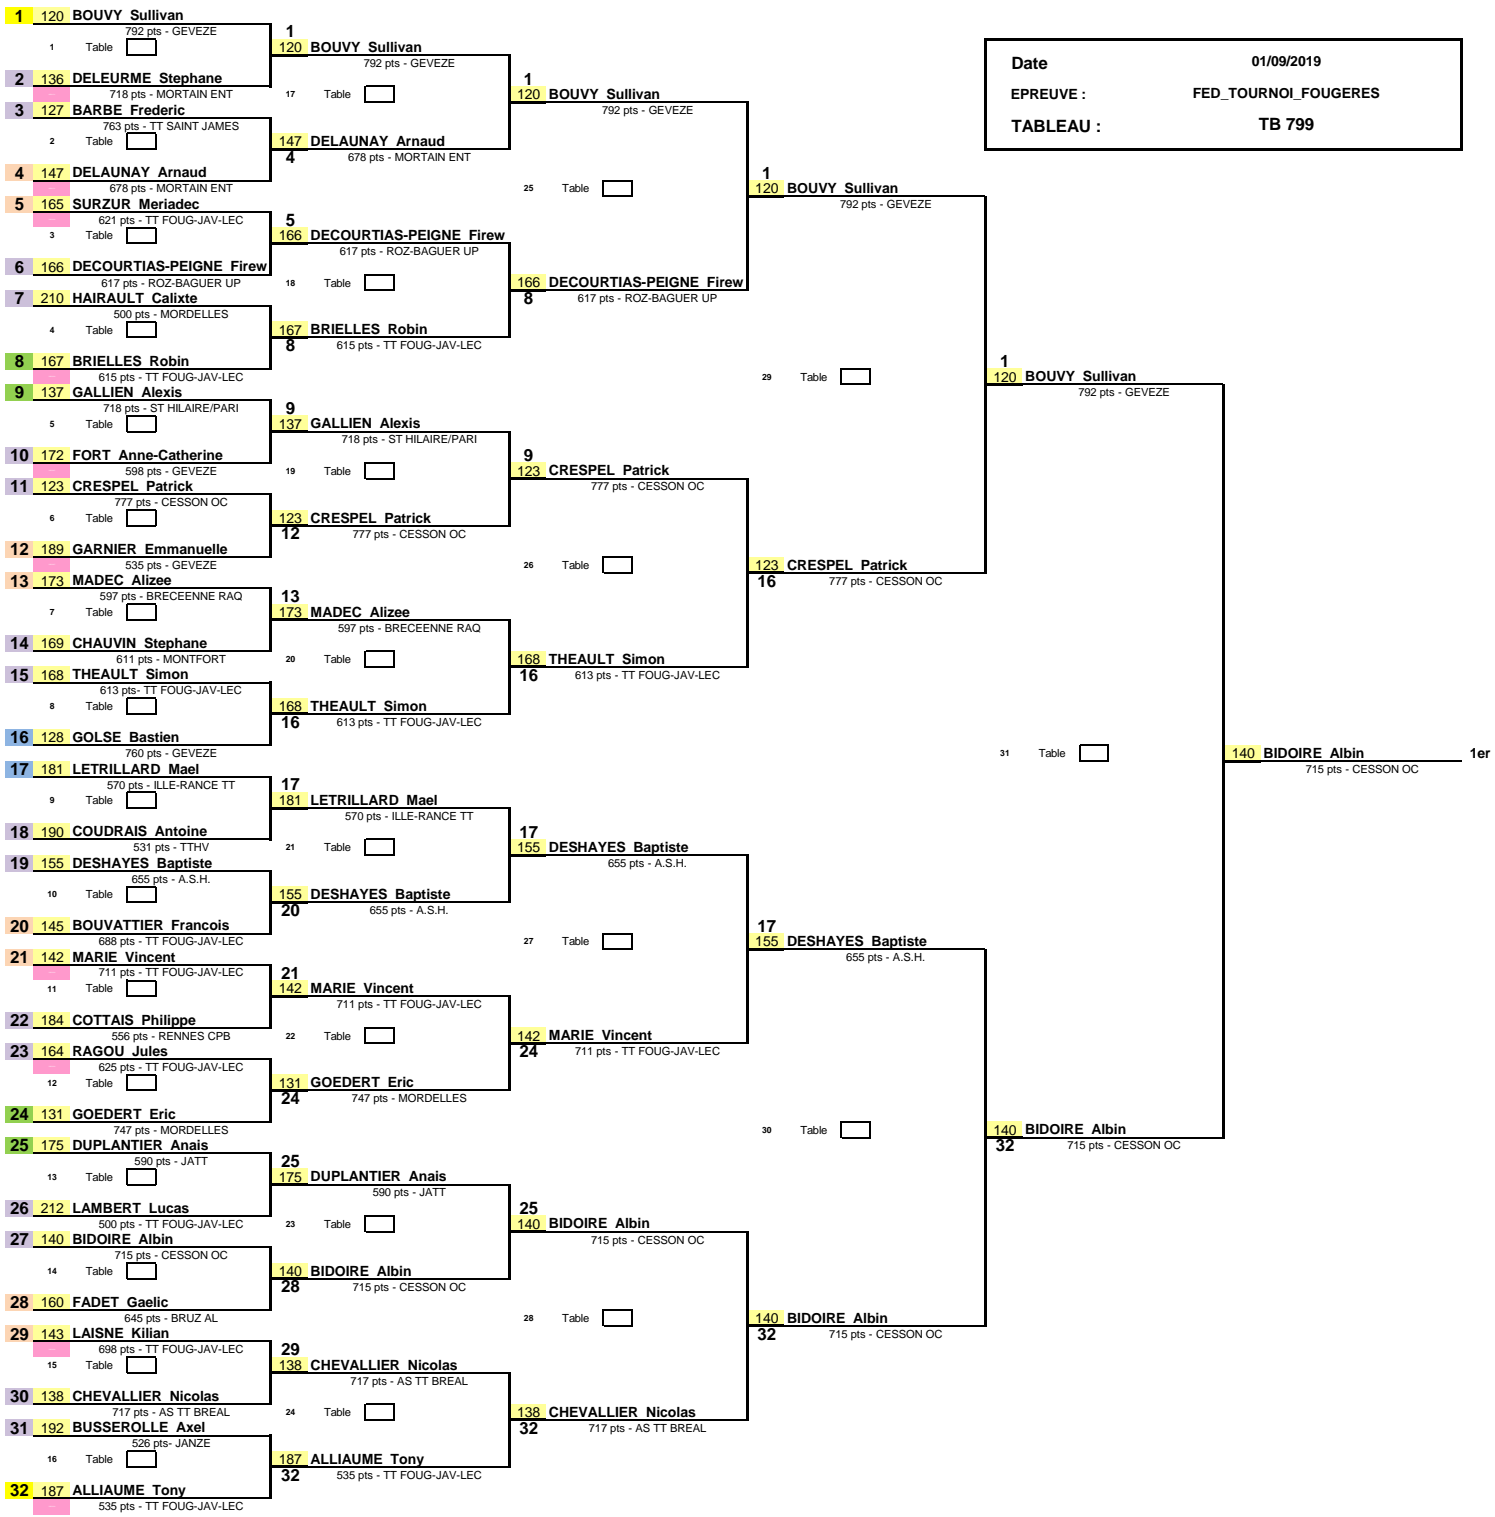 Date 01/09/2019
EPREUVE : FED_TOURNOI_FOUGERES
TABLEAU : TB 799
1 120 BOUVY Sullivan
792 pts - GEVEZE
1 Table
2 136 DELEURME Stephane
718 pts - MORTAIN ENT
3 127 BARBE Frederic
763 pts - TT SAINT JAMES
2 Table
4 147 DELAUNAY Arnaud
678 pts - MORTAIN ENT
5 165 SURZUR Meriadec
621 pts - TT FOUG-JAV-LEC
3 Table
6 166 DECOURTIAS-PEIGNE Firew
617 pts - ROZ-BAGUER UP
7 210 HAIRAULT Calixte
500 pts - MORDELLES
4 Table
8 167 BRIELLES Robin
615 pts - TT FOUG-JAV-LEC
9 137 GALLIEN Alexis
718 pts - ST HILAIRE/PARI
5 Table
10 172 FORT Anne-Catherine
598 pts - GEVEZE
11 123 CRESPEL Patrick
777 pts - CESSON OC
6 Table
12 189 GARNIER Emmanuelle
535 pts - GEVEZE
13 173 MADEC Alizee
597 pts - BRECEENNE RAQ
7 Table
14 169 CHAUVIN Stephane
611 pts - MONTFORT
15 168 THEAULT Simon
613 pts- TT FOUG-JAV-LEC
8 Table
16 128 GOLSE Bastien
760 pts - GEVEZE
17 181 LETRILLARD Mael
570 pts - ILLE-RANCE TT
9 Table
18 190 COUDRAIS Antoine
531 pts - TTHV
19 155 DESHAYES Baptiste
655 pts - A.S.H.
10 Table
20 145 BOUVATTIER Francois
688 pts - TT FOUG-JAV-LEC
21 142 MARIE Vincent
711 pts - TT FOUG-JAV-LEC
11 Table
22 184 COTTAIS Philippe
556 pts - RENNES CPB
23 164 RAGOU Jules
625 pts - TT FOUG-JAV-LEC
12 Table
24 131 GOEDERT Eric
747 pts - MORDELLES
25 175 DUPLANTIER Anais
590 pts - JATT
13 Table
26 212 LAMBERT Lucas
500 pts - TT FOUG-JAV-LEC
27 140 BIDOIRE Albin
715 pts - CESSON OC
14 Table
28 160 FADET Gaelic
645 pts - BRUZ AL
29 143 LAISNE Kilian
698 pts - TT FOUG-JAV-LEC
15 Table
30 138 CHEVALLIER Nicolas
717 pts - AS TT BREAL
31 192 BUSSEROLLE Axel
526 pts- JANZE
16 Table
32 187 ALLIAUME Tony
535 pts - TT FOUG-JAV-LEC
1
120 BOUVY Sullivan
792 pts - GEVEZE
17 Table
147 DELAUNAY Arnaud
4 678 pts - MORTAIN ENT
5
166 DECOURTIAS-PEIGNE Firew
617 pts - ROZ-BAGUER UP
18 Table
167 BRIELLES Robin
8 615 pts - TT FOUG-JAV-LEC
9
137 GALLIEN Alexis
718 pts - ST HILAIRE/PARI
19 Table
123 CRESPEL Patrick
12 777 pts - CESSON OC
13
173 MADEC Alizee
597 pts - BRECEENNE RAQ
20 Table
168 THEAULT Simon
16 613 pts - TT FOUG-JAV-LEC
17
181 LETRILLARD Mael
570 pts - ILLE-RANCE TT
21 Table
155 DESHAYES Baptiste
20 655 pts - A.S.H.
21
142 MARIE Vincent
711 pts - TT FOUG-JAV-LEC
22 Table
131 GOEDERT Eric
24 747 pts - MORDELLES
25
175 DUPLANTIER Anais
590 pts - JATT
23 Table
140 BIDOIRE Albin
28 715 pts - CESSON OC
29
138 CHEVALLIER Nicolas
717 pts - AS TT BREAL
24 Table
187 ALLIAUME Tony
32 535 pts - TT FOUG-JAV-LEC
1
120 BOUVY Sullivan
792 pts - GEVEZE
25 Table
166 DECOURTIAS-PEIGNE Firew
8 617 pts - ROZ-BAGUER UP
9
123 CRESPEL Patrick
777 pts - CESSON OC
26 Table
168 THEAULT Simon
16 613 pts - TT FOUG-JAV-LEC
17
155 DESHAYES Baptiste
655 pts - A.S.H.
27 Table
142 MARIE Vincent
24 711 pts - TT FOUG-JAV-LEC
25
140 BIDOIRE Albin
715 pts - CESSON OC
28 Table
138 CHEVALLIER Nicolas
32 717 pts - AS TT BREAL
1
120 BOUVY Sullivan
792 pts - GEVEZE
29 Table
123 CRESPEL Patrick
16 777 pts - CESSON OC
17
155 DESHAYES Baptiste
655 pts - A.S.H.
30 Table
140 BIDOIRE Albin
32 715 pts - CESSON OC
1
120 BOUVY Sullivan
792 pts - GEVEZE
31 Table
140 BIDOIRE Albin
32 715 pts - CESSON OC
140 BIDOIRE Albin 1er
715 pts - CESSON OC